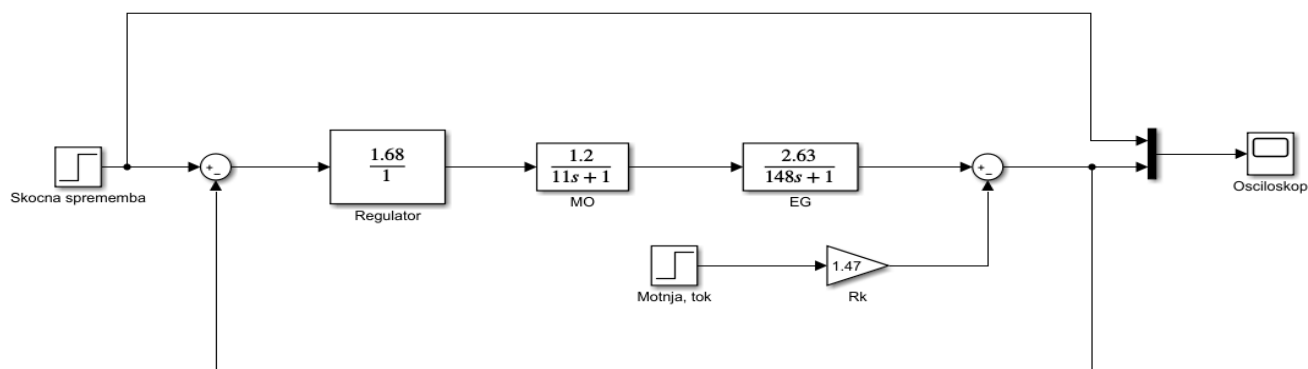 Skocna sprememba
+
−
1.68
1
Regulator
1.2
11s + 1
MO
2.63
148s + 1
EG
+
−
Osciloskop
Motnja, tok
1.47
Rk